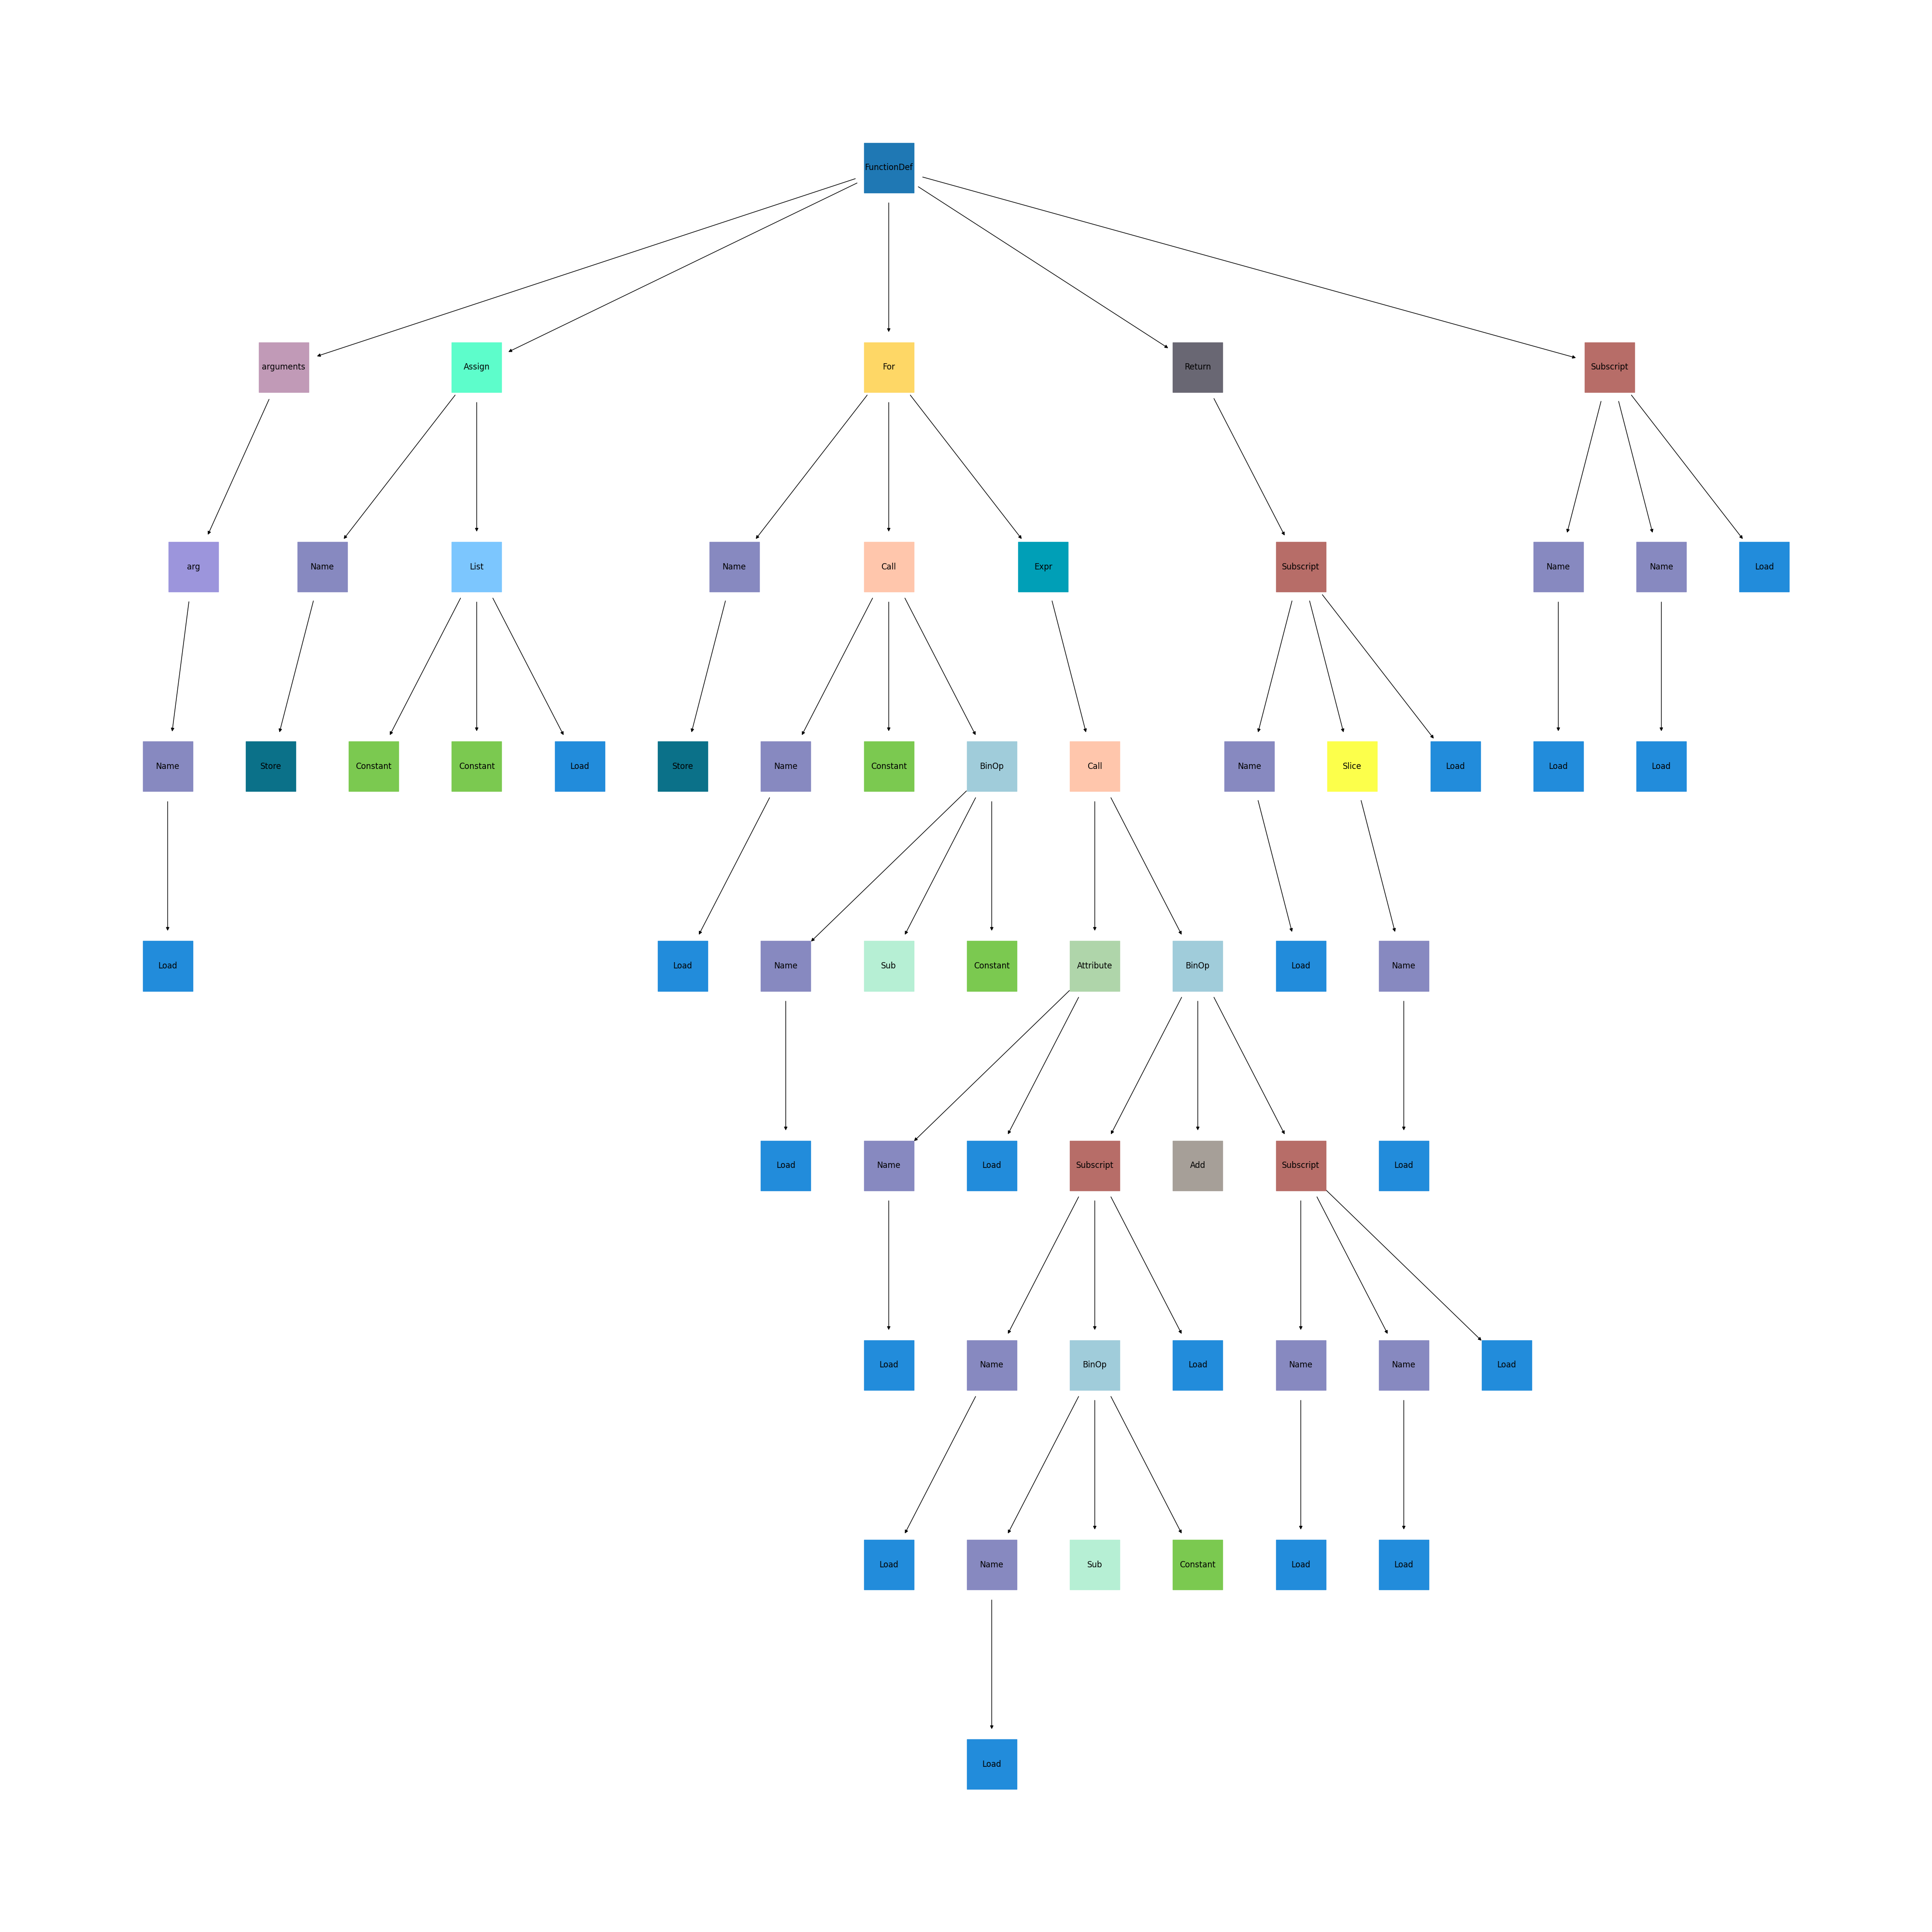 FunctionDef
arguments Assign For Return Subscript
arg Name List Name Call Expr Subscript Name Name Load
Name Store Constant Constant Load Store Name Constant BinOp Call Name Slice Load Load Load
Load Load Name Sub Constant Attribute BinOp Load Name
Load Name Load Subscript Add Subscript Load
Load Name BinOp Load Name Name Load
Load Name Sub Constant Load Load
Load